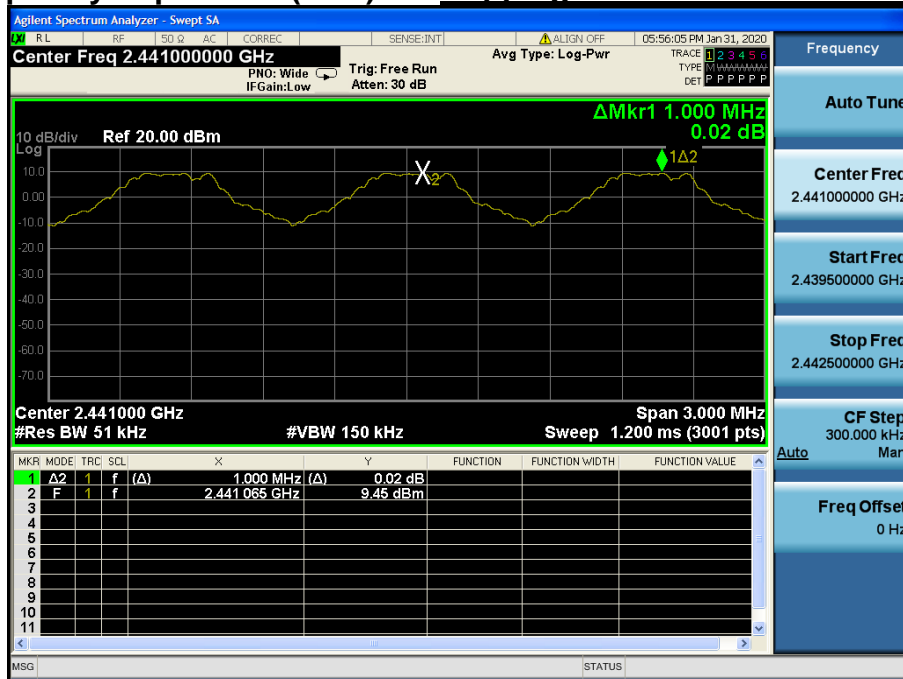 Agilent Spectrum Analyzer - Swept SA
LXI RL RF 50 Ω AC CORREC SENSE:INT ALIGN OFF 05:56:05 PM Jan 31, 2020
Center Freq 2.441000000 GHz
PNO: Wide
IFGain:Low
Trig: Free Run
Atten: 30 dB
Avg Type: Log-Pwr
TRACE 1 2 3 4 5 6
TYPE M WWWWW
DET P P P P P P
ΔMkr1 1.000 MHz
0.02 dB
10 dB/div Ref 20.00 dBm
Log
10.0
0.00
-10.0
-20.0
-30.0
-40.0
-50.0
-60.0
-70.0
X2
1Δ2
Center 2.441000 GHz Span 3.000 MHz
#Res BW 51 kHz #VBW 150 kHz Sweep 1.200 ms (3001 pts)
MKR MODE TRC SCL X Y FUNCTION FUNCTION WIDTH FUNCTION VALUE
1 Δ2 1 f (Δ) 1.000 MHz (Δ) 0.02 dB
2 F 1 f 2.441 065 GHz 9.45 dBm
3
4
5
6
7
8
9
10
11
MSG STATUS
Frequency
Auto Tune
Center Freq
2.441000000 GHz
Start Freq
2.439500000 GHz
Stop Freq
2.442500000 GHz
CF Step
300.000 kHz
Auto Man
Freq Offset
0 Hz